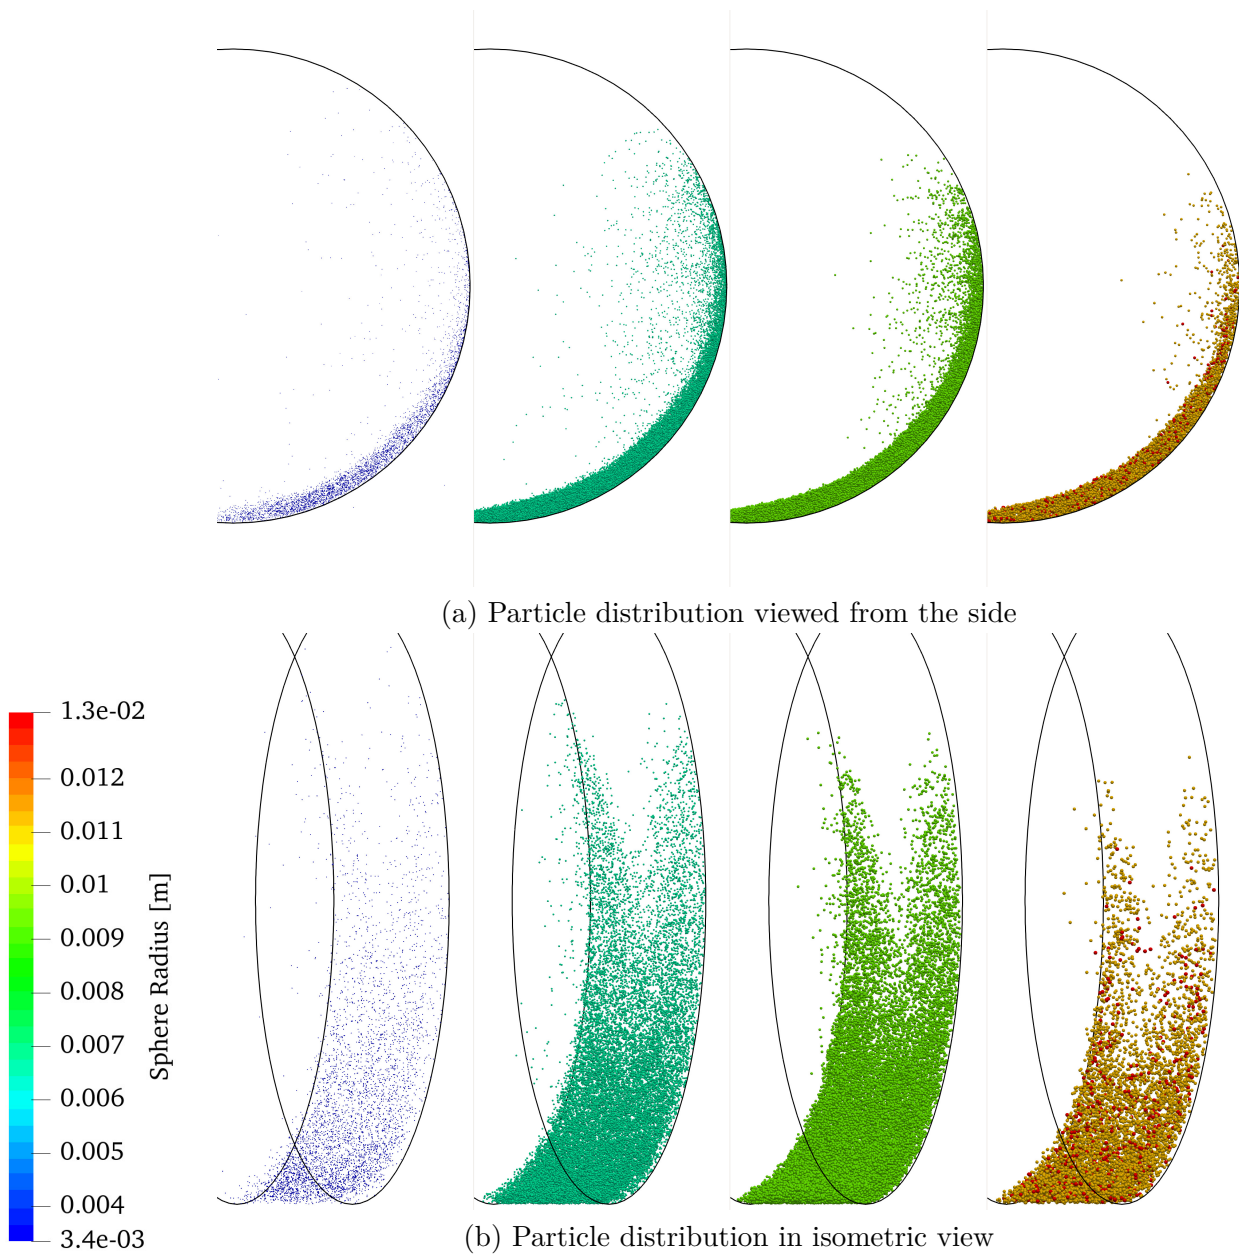 (a) Particle distribution viewed from the side
1.3e-02
0.012
0.011
0.01
0.009
0.008
0.007
0.006
0.005
0.004
3.4e-03
Sphere Radius [m]
(b) Particle distribution in isometric view